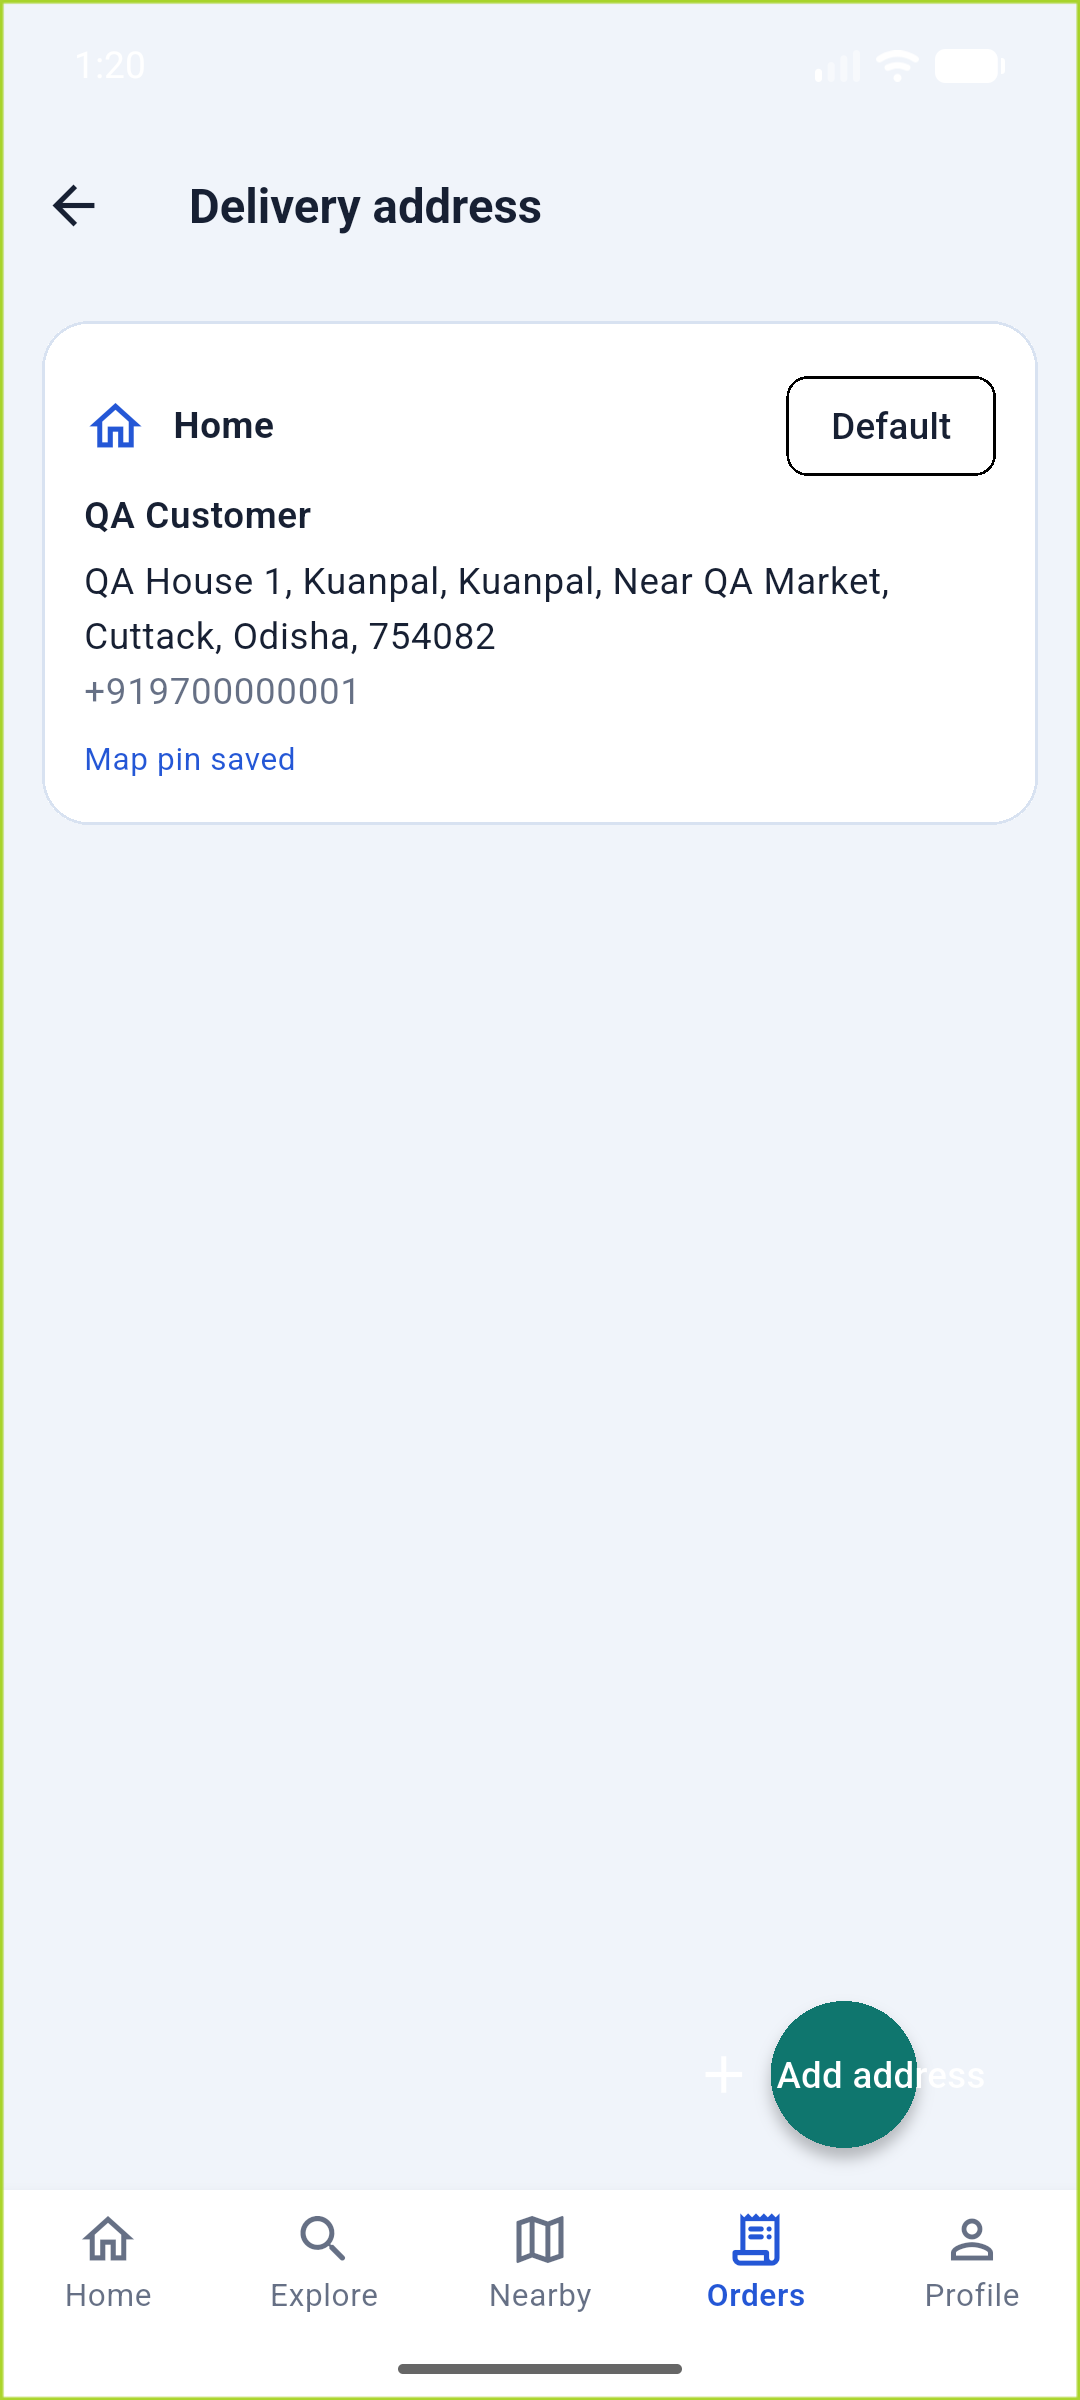 1:20
Delivery address
Home
Default
QA Customer
QA House 1, Kuanpal, Kuanpal, Near QA Market,
Cuttack, Odisha, 754082
+919700000001
Map pin saved
+ Add address
Home
Explore
Nearby
Orders
Profile